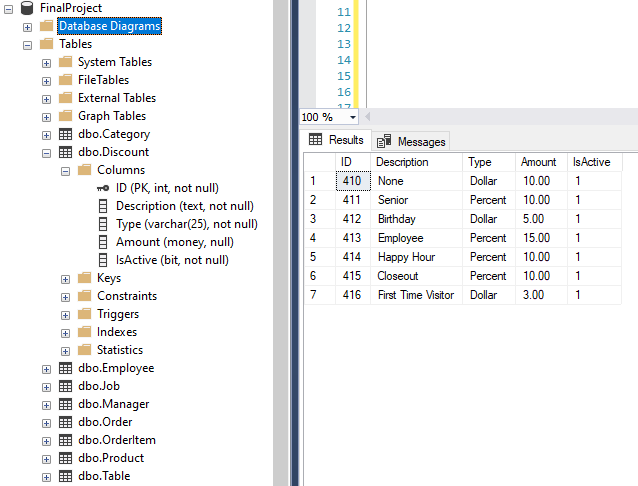 FinalProject
Database Diagrams
Tables
System Tables
FileTables
External Tables
Graph Tables
dbo.Category
dbo.Discount
Columns
ID (PK, int, not null)
Description (text, not null)
Type (varchar(25), not null)
Amount (money, null)
IsActive (bit, not null)
Keys
Constraints
Triggers
Indexes
Statistics
dbo.Employee
dbo.Job
dbo.Manager
dbo.Order
dbo.OrderItem
dbo.Product
dbo.Table
11
12
13
14
15
16
17
100 %
Results Messages
ID Description Type Amount IsActive
1 410 None Dollar 10.00 1
2 411 Senior Percent 10.00 1
3 412 Birthday Dollar 5.00 1
4 413 Employee Percent 15.00 1
5 414 Happy Hour Percent 10.00 1
6 415 Closeout Percent 10.00 1
7 416 First Time Visitor Dollar 3.00 1